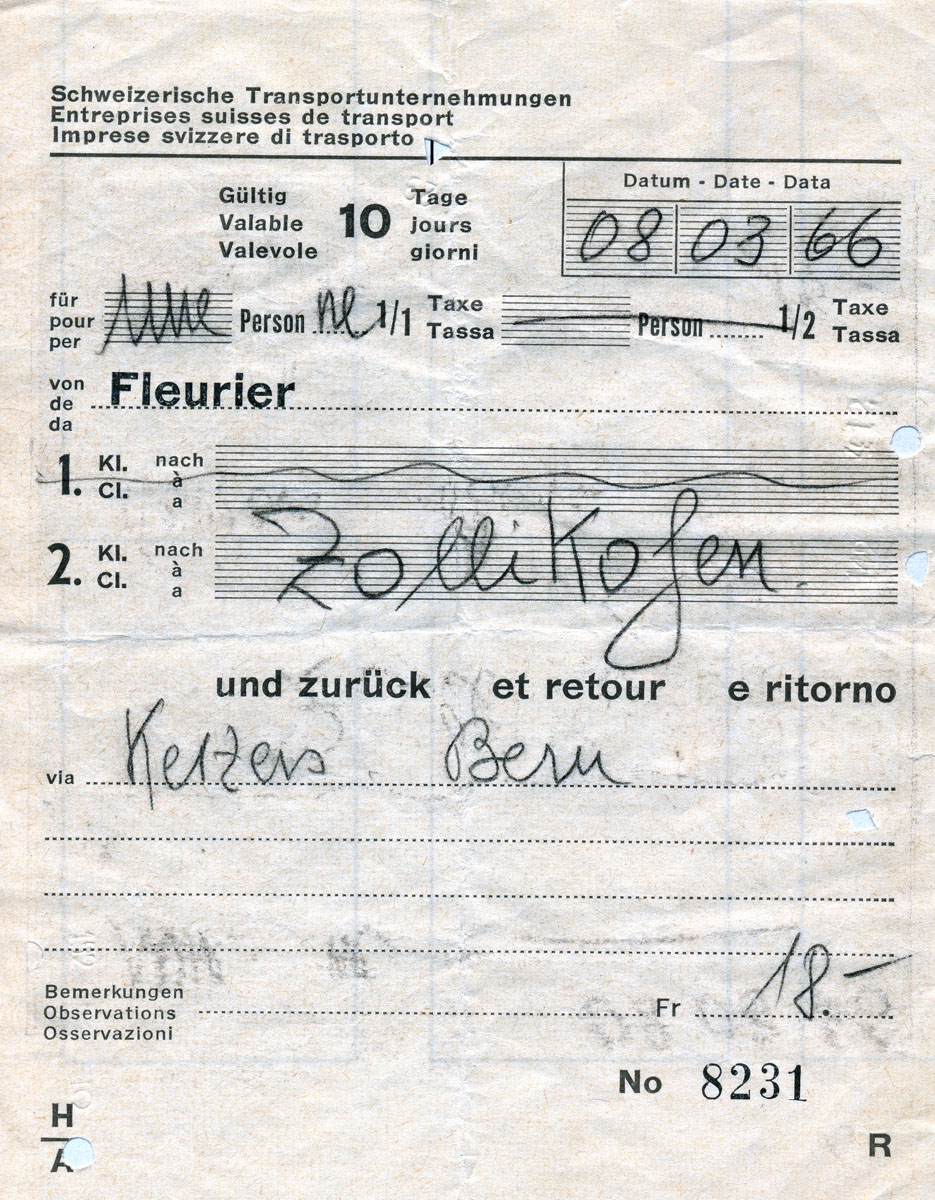 Schweizerische Transportunternehmungen
Entreprises suisses de transport
Imprese svizzere di trasporto
Datum - Date - Data
08 03 66
Gültig Tage
Valable 10 jours
Valevole giorni
für Taxe Taxe
pour Une Person ne 1/1 Person 1/2
per Tassa Tassa
von
de Fleurier
da
1. Kl. nach
Cl. à
a
2. Kl. nach
Cl. à Zollikofen
a
und zurück et retour e ritorno
via Kerzers Bern
Bemerkungen
Observations Fr 18.–
Osservazioni
No 8231
H
A R